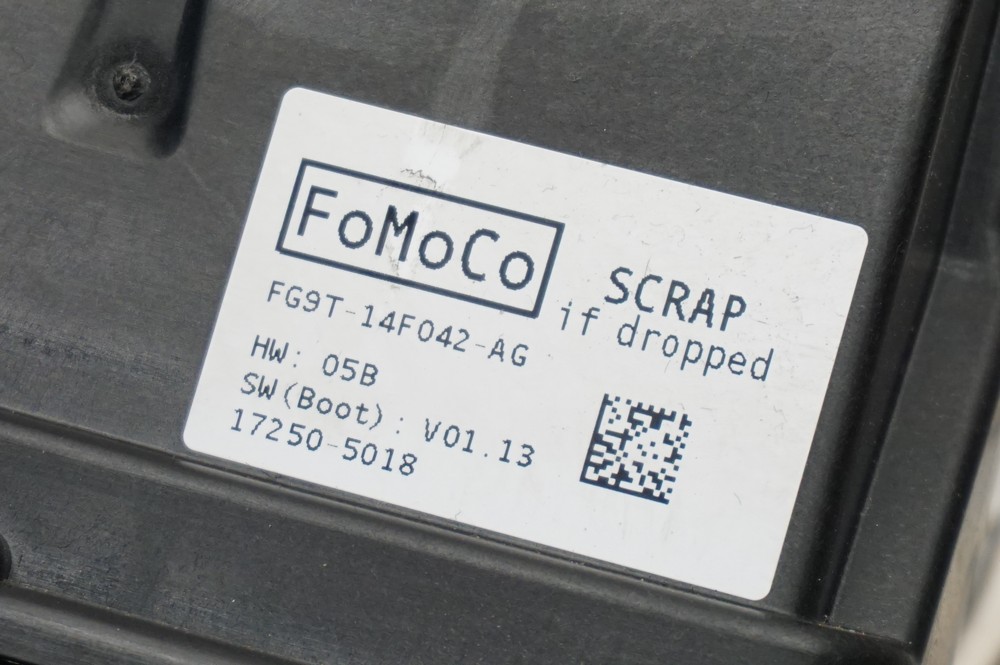 FoMoCo
SCRAP
if dropped
FG9T-14F042-AG
HW: 05B
SW(Boot): V01.13
17250-5018